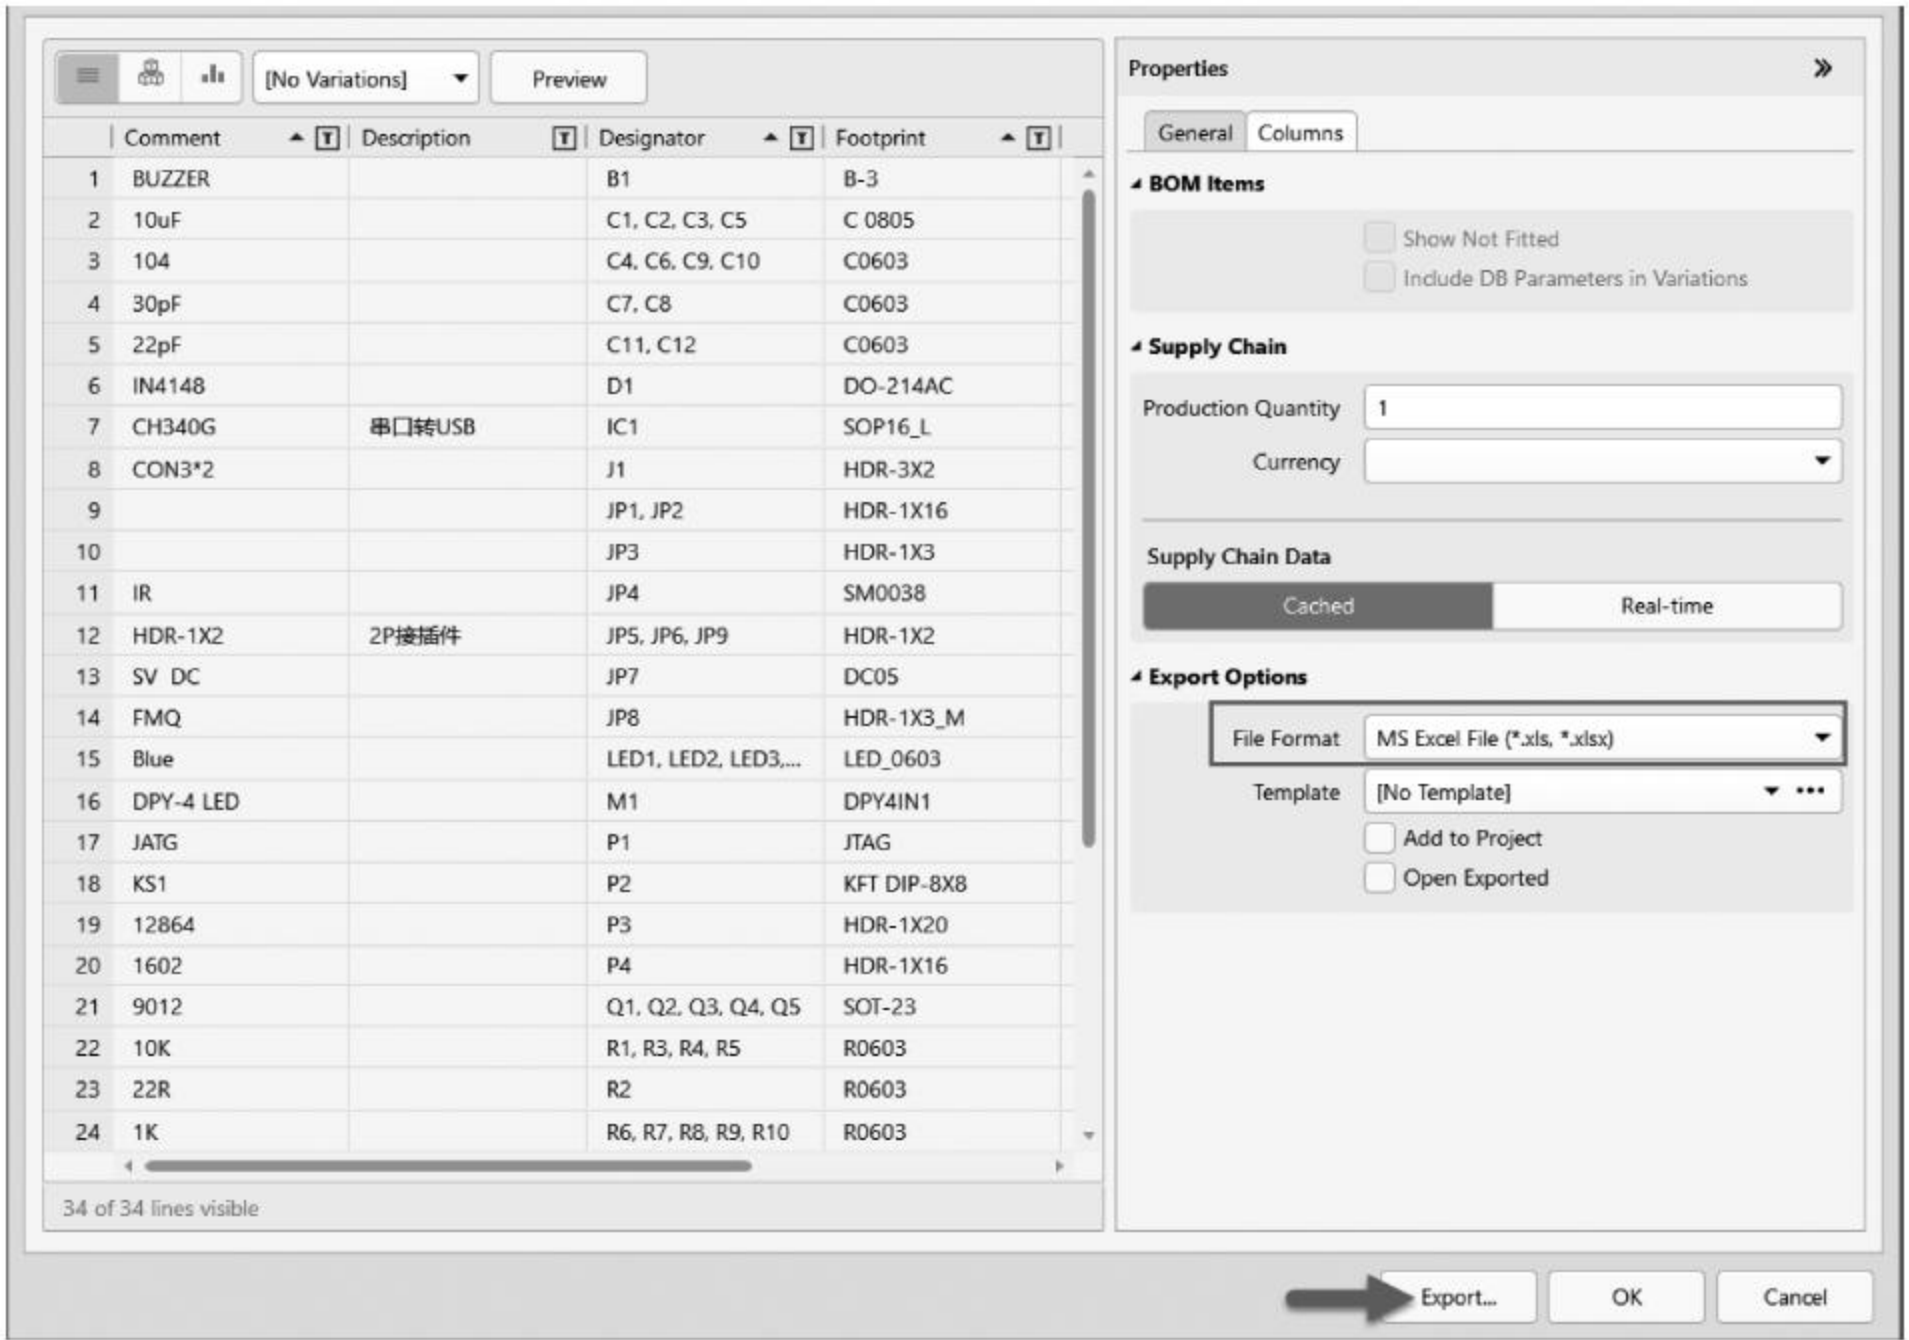 [No Variations] Preview
Comment Description Designator Footprint
1 BUZZER B1 B-3
2 10uF C1, C2, C3, C5 C 0805
3 104 C4, C6, C9, C10 C0603
4 30pF C7, C8 C0603
5 22pF C11, C12 C0603
6 IN4148 D1 DO-214AC
7 CH340G 串口转USB IC1 SOP16_L
8 CON3*2 J1 HDR-3X2
9 JP1, JP2 HDR-1X16
10 JP3 HDR-1X3
11 IR JP4 SM0038
12 HDR-1X2 2P接插件 JP5, JP6, JP9 HDR-1X2
13 SV DC JP7 DC05
14 FMQ JP8 HDR-1X3_M
15 Blue LED1, LED2, LED3,... LED_0603
16 DPY-4 LED M1 DPY4IN1
17 JATG P1 JTAG
18 KS1 P2 KFT DIP-8X8
19 12864 P3 HDR-1X20
20 1602 P4 HDR-1X16
21 9012 Q1, Q2, Q3, Q4, Q5 SOT-23
22 10K R1, R3, R4, R5 R0603
23 22R R2 R0603
24 1K R6, R7, R8, R9, R10 R0603
34 of 34 lines visible
Properties
General Columns
BOM Items
Show Not Fitted
Include DB Parameters in Variations
Supply Chain
Production Quantity 1
Currency
Supply Chain Data
Cached Real-time
Export Options
File Format MS Excel File (*.xls, *.xlsx)
Template [No Template]
Add to Project
Open Exported
Export... OK Cancel